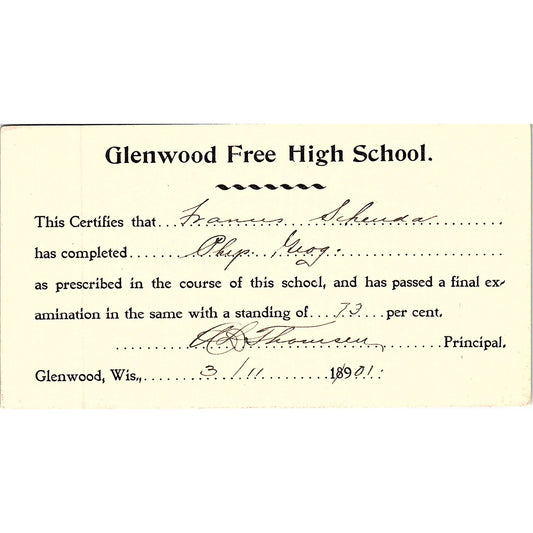 Glenwood Free High School.
This Certifies that Francis Schenda
has completed Phys. Geog.
as prescribed in the course of this school, and has passed a final ex-
amination in the same with a standing of 73 per cent.
Thomsen Principal,
Glenwood, Wis., 3/11 1901.